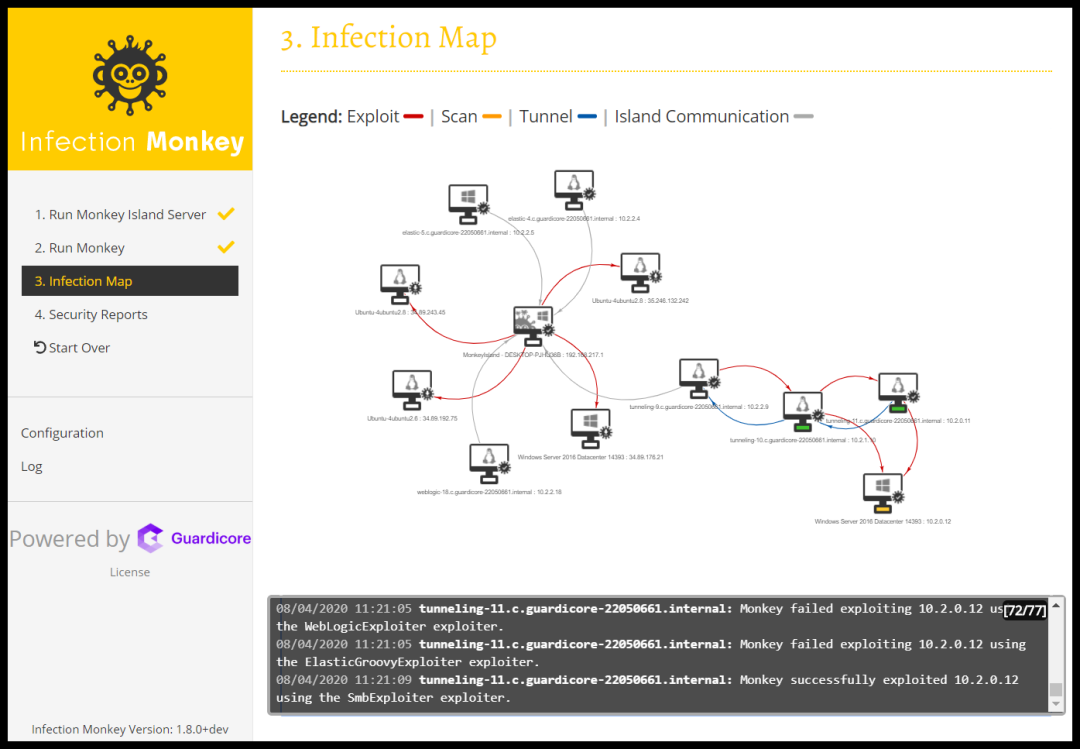 Infection Monkey
1. Run Monkey Island Server
2. Run Monkey
3. Infection Map
4. Security Reports
Start Over
Configuration
Log
Powered by Guardicore
License
Infection Monkey Version: 1.8.0+dev
3. Infection Map
Legend: Exploit | Scan | Tunnel | Island Communication
elastic-4.c.guardicore-22050661.internal : 10.2.2.4
elastic-5.c.guardicore-22050661.internal : 10.2.2.5
Ubuntu-4ubuntu2.8 : 35.246.132.242
Ubuntu-4ubuntu2.8 : 34.89.243.45
MonkeyIsland - : 192.168.217.1
tunneling-9.c.guardicore-22050661.internal : 10.2.2.9
Ubuntu-4ubuntu2.8 : 34.89.192.75
tunneling-11.c.guardicore-22050661.internal : 10.2.0.11
tunneling-10.c.guardicore-22050661.internal : 10.2.1.10
Windows Server 2016 Datacenter 14393 : 34.89.176.21
weblogic-18.c.guardicore-22050661.internal : 10.2.2.18
Windows Server 2016 Datacenter 14393 : 10.2.0.12
[72/77]
08/04/2020 11:21:05 tunneling-11.c.guardicore-22050661.internal: Monkey failed exploiting 10.2.0.12
the WebLogicExploiter exploiter.
08/04/2020 11:21:05 tunneling-11.c.guardicore-22050661.internal: Monkey failed exploiting 10.2.0.12 using
the ElasticGroovyExploiter exploiter.
08/04/2020 11:21:09 tunneling-11.c.guardicore-22050661.internal: Monkey successfully exploited 10.2.0.12
using the SmbExploiter exploiter.